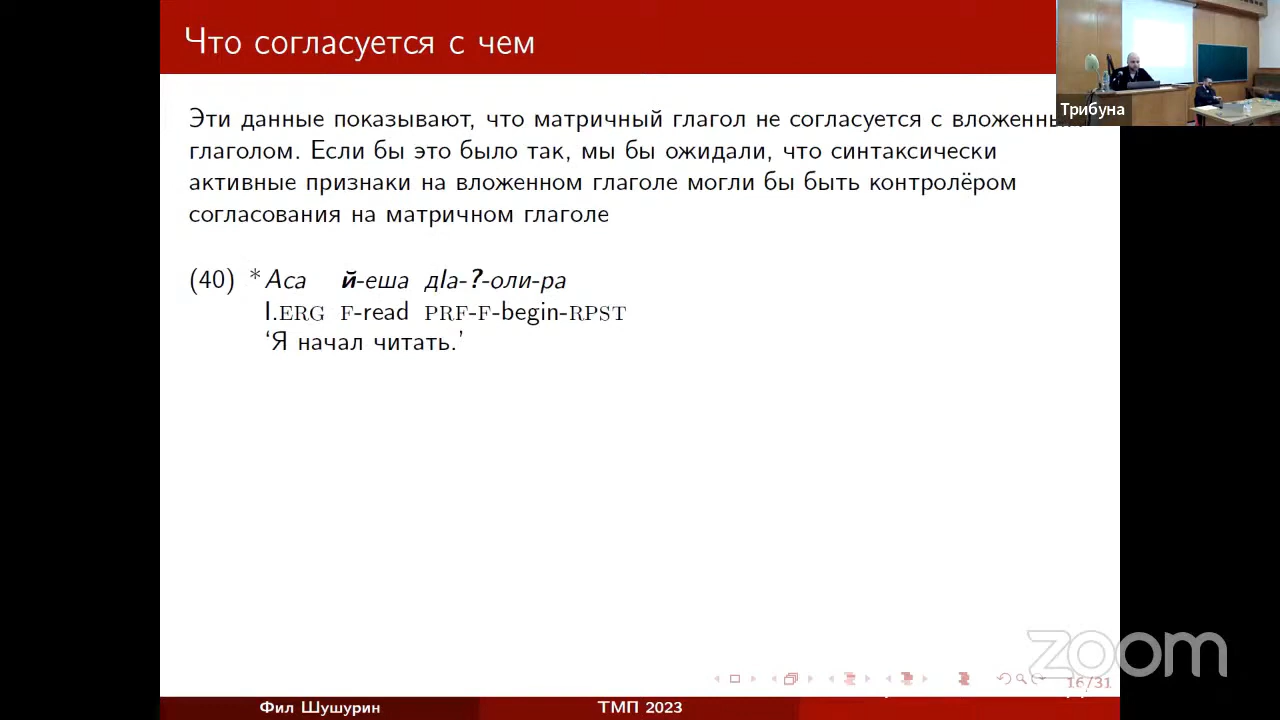 Что согласуется с чем
Трибуна
Эти данные показывают, что матричный глагол не согласуется с
глаголом. Если бы это было так, мы бы ожидали, что синтаксически
активные признаки на вложенном глаголе могли бы быть контролёром
согласования на матричном глаголе
(40) *Аса й-еша дӀа-?-оли-ра
I.ERG F-read PRF-F-begin-RPST
‘Я начал читать.’
zoom
16/31
Фил Шушурин ТМП 2023